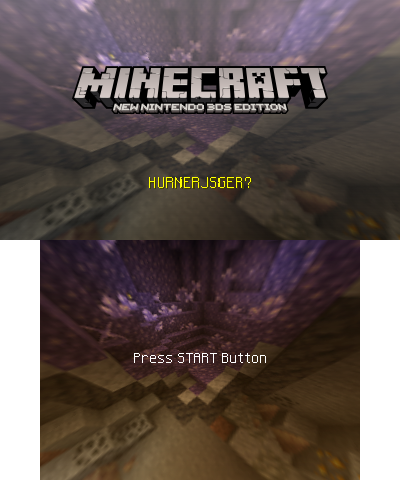 MINECRAFT
NEW NINTENDO 3DS EDITION
HURNERJSGER?
Press START Button